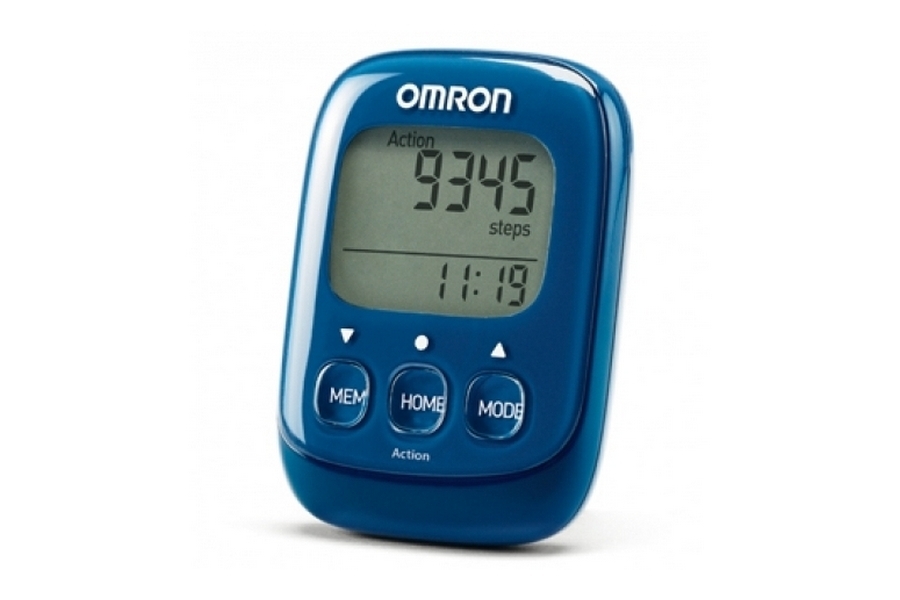 OMRON
Action
9345
steps
11:19
MEM
HOME
MODE
Action